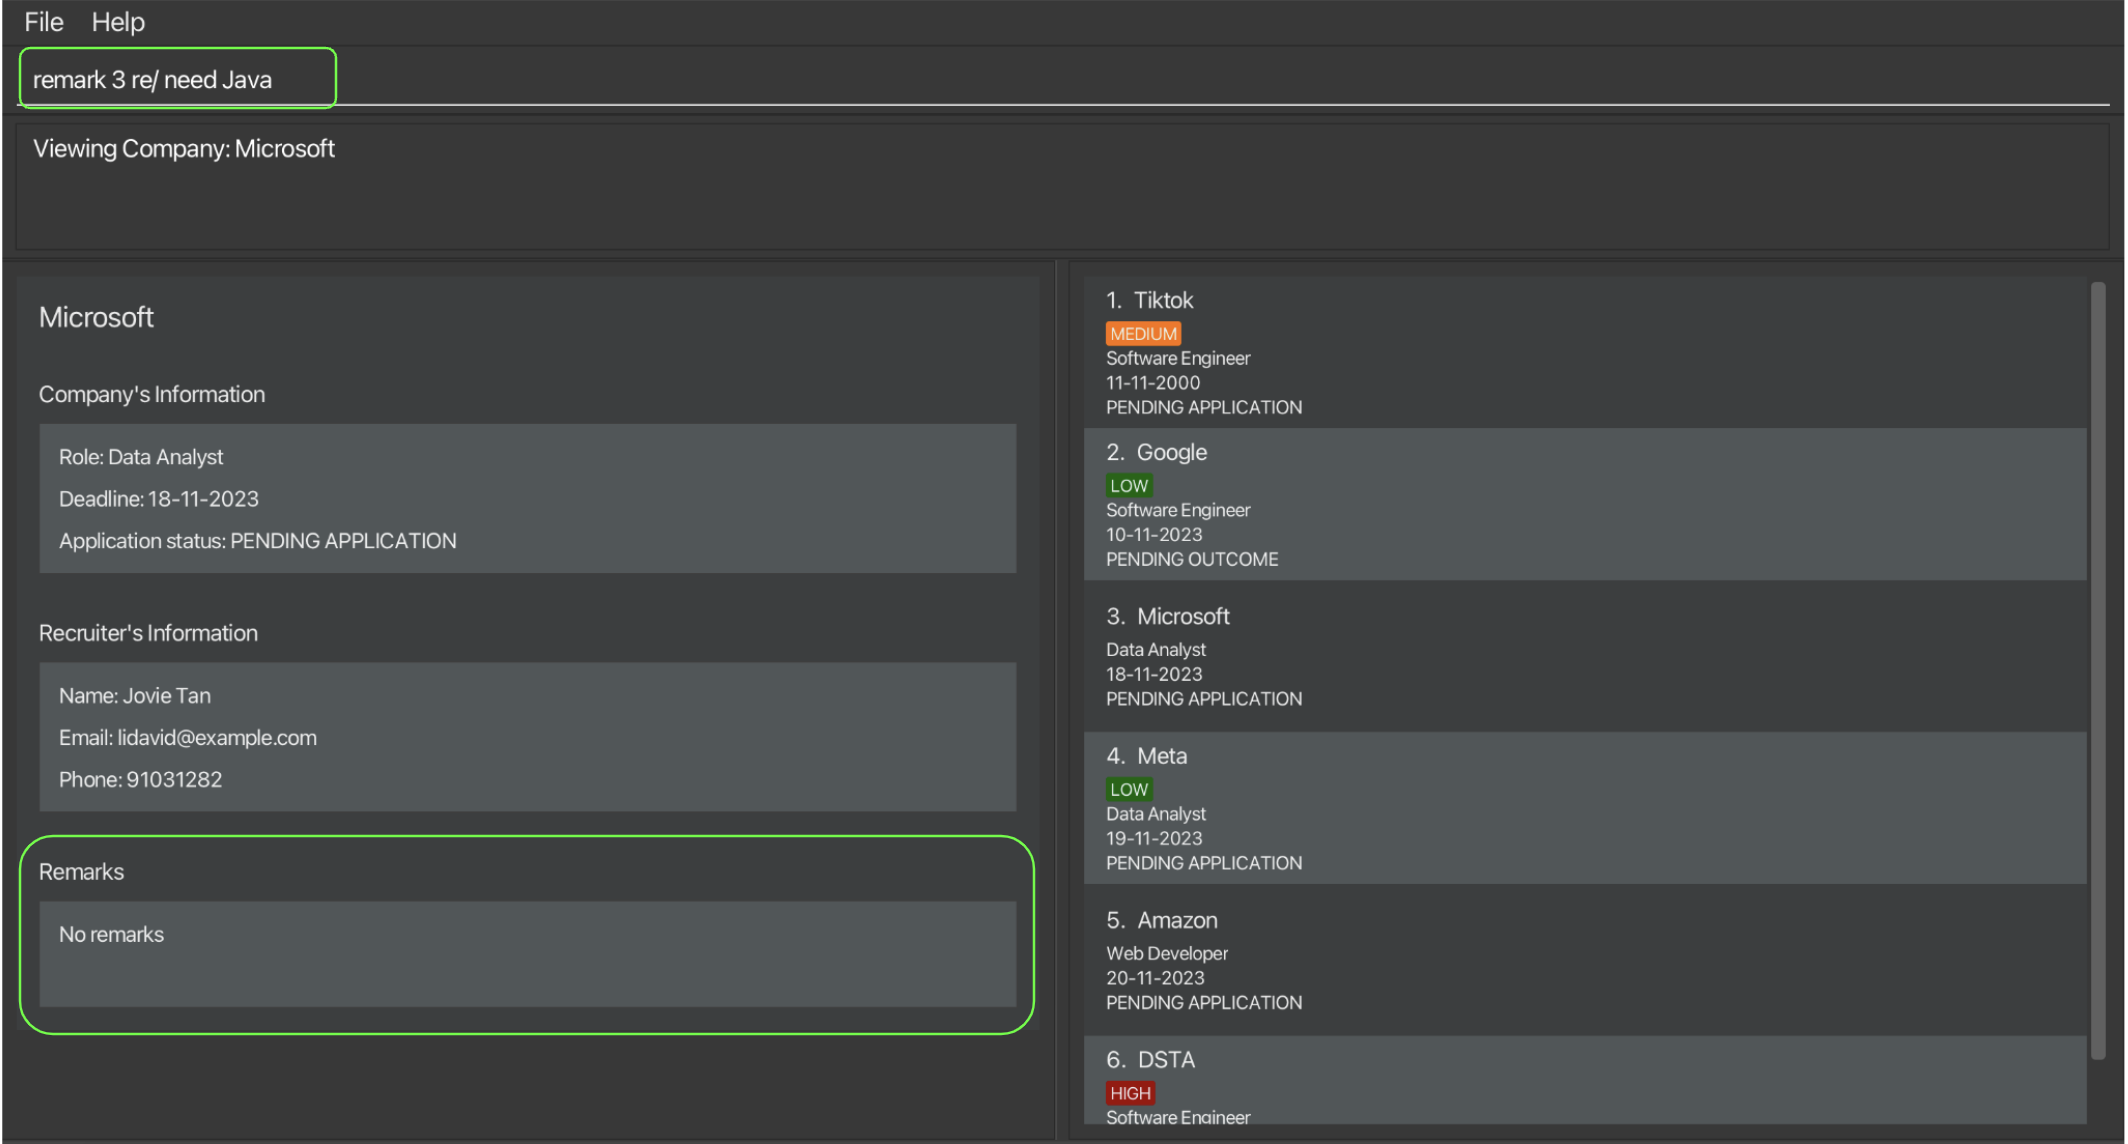 File Help
remark 3 re/ need Java
Viewing Company: Microsoft
Microsoft
Company's Information
Role: Data Analyst
Deadline: 18-11-2023
Application status: PENDING APPLICATION
Recruiter's Information
Name: Jovie Tan
Email: lidavid@example.com
Phone: 91031282
Remarks
No remarks
1. Tiktok
MEDIUM
Software Engineer
11-11-2000
PENDING APPLICATION
2. Google
LOW
Software Engineer
10-11-2023
PENDING OUTCOME
3. Microsoft
Data Analyst
18-11-2023
PENDING APPLICATION
4. Meta
LOW
Data Analyst
19-11-2023
PENDING APPLICATION
5. Amazon
Web Developer
20-11-2023
PENDING APPLICATION
6. DSTA
HIGH
Software Engineer